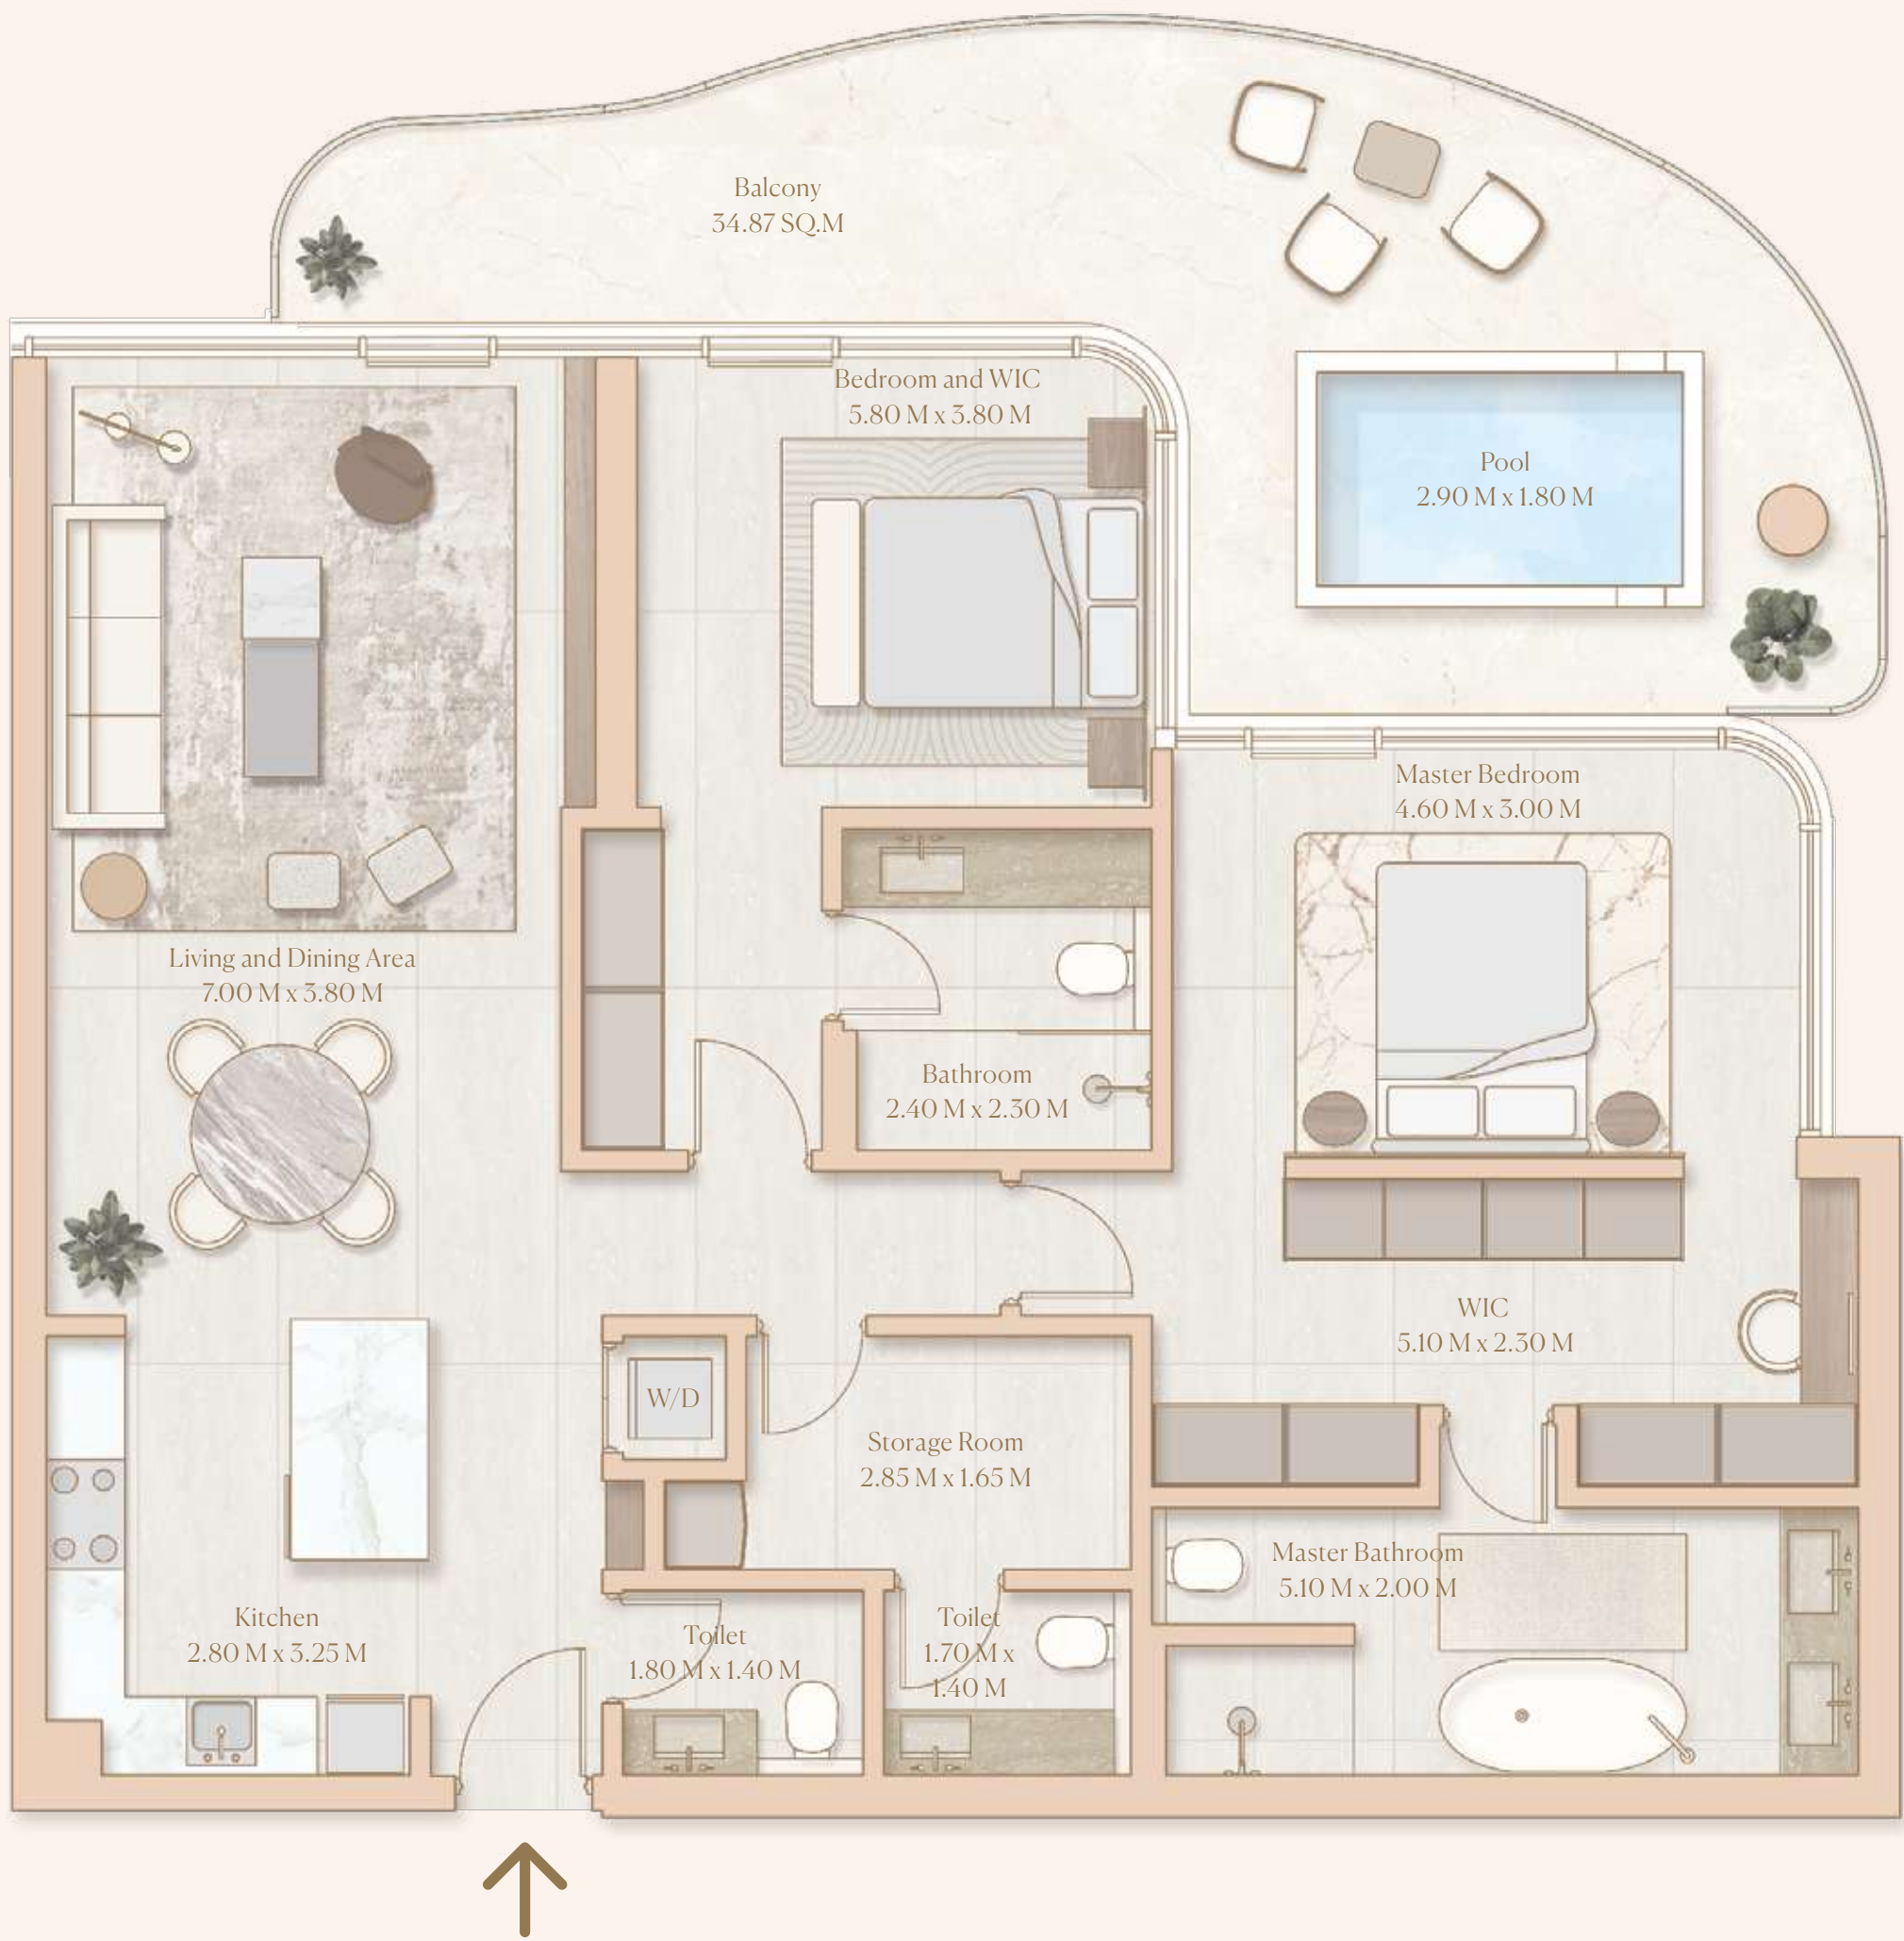 Balcony
34.87 SQ.M
Bedroom and WIC
5.80 M x 3.80 M
Pool
2.90 M x 1.80 M
Master Bedroom
4.60 M x 3.00 M
Living and Dining Area
7.00 M x 3.80 M
Bathroom
2.40 M x 2.30 M
WIC
5.10 M x 2.30 M
W/D
Storage Room
2.85 M x 1.65 M
Master Bathroom
5.10 M x 2.00 M
Kitchen
2.80 M x 3.25 M
Toilet
1.80 M x 1.40 M
Toilet
1.70 M x
1.40 M